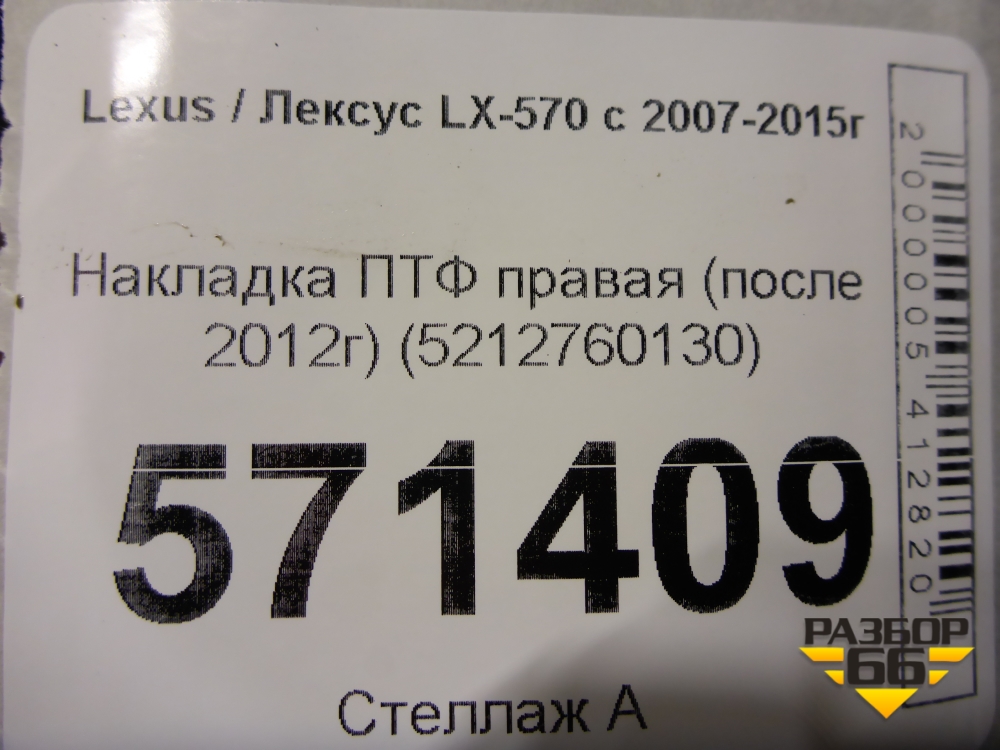 Lexus / Лексус LX-570 с 2007-2015г
Накладка ПТФ правая (после
2012г) (5212760130)
571409
Стеллаж А
2000005412820
РАЗБОР
66